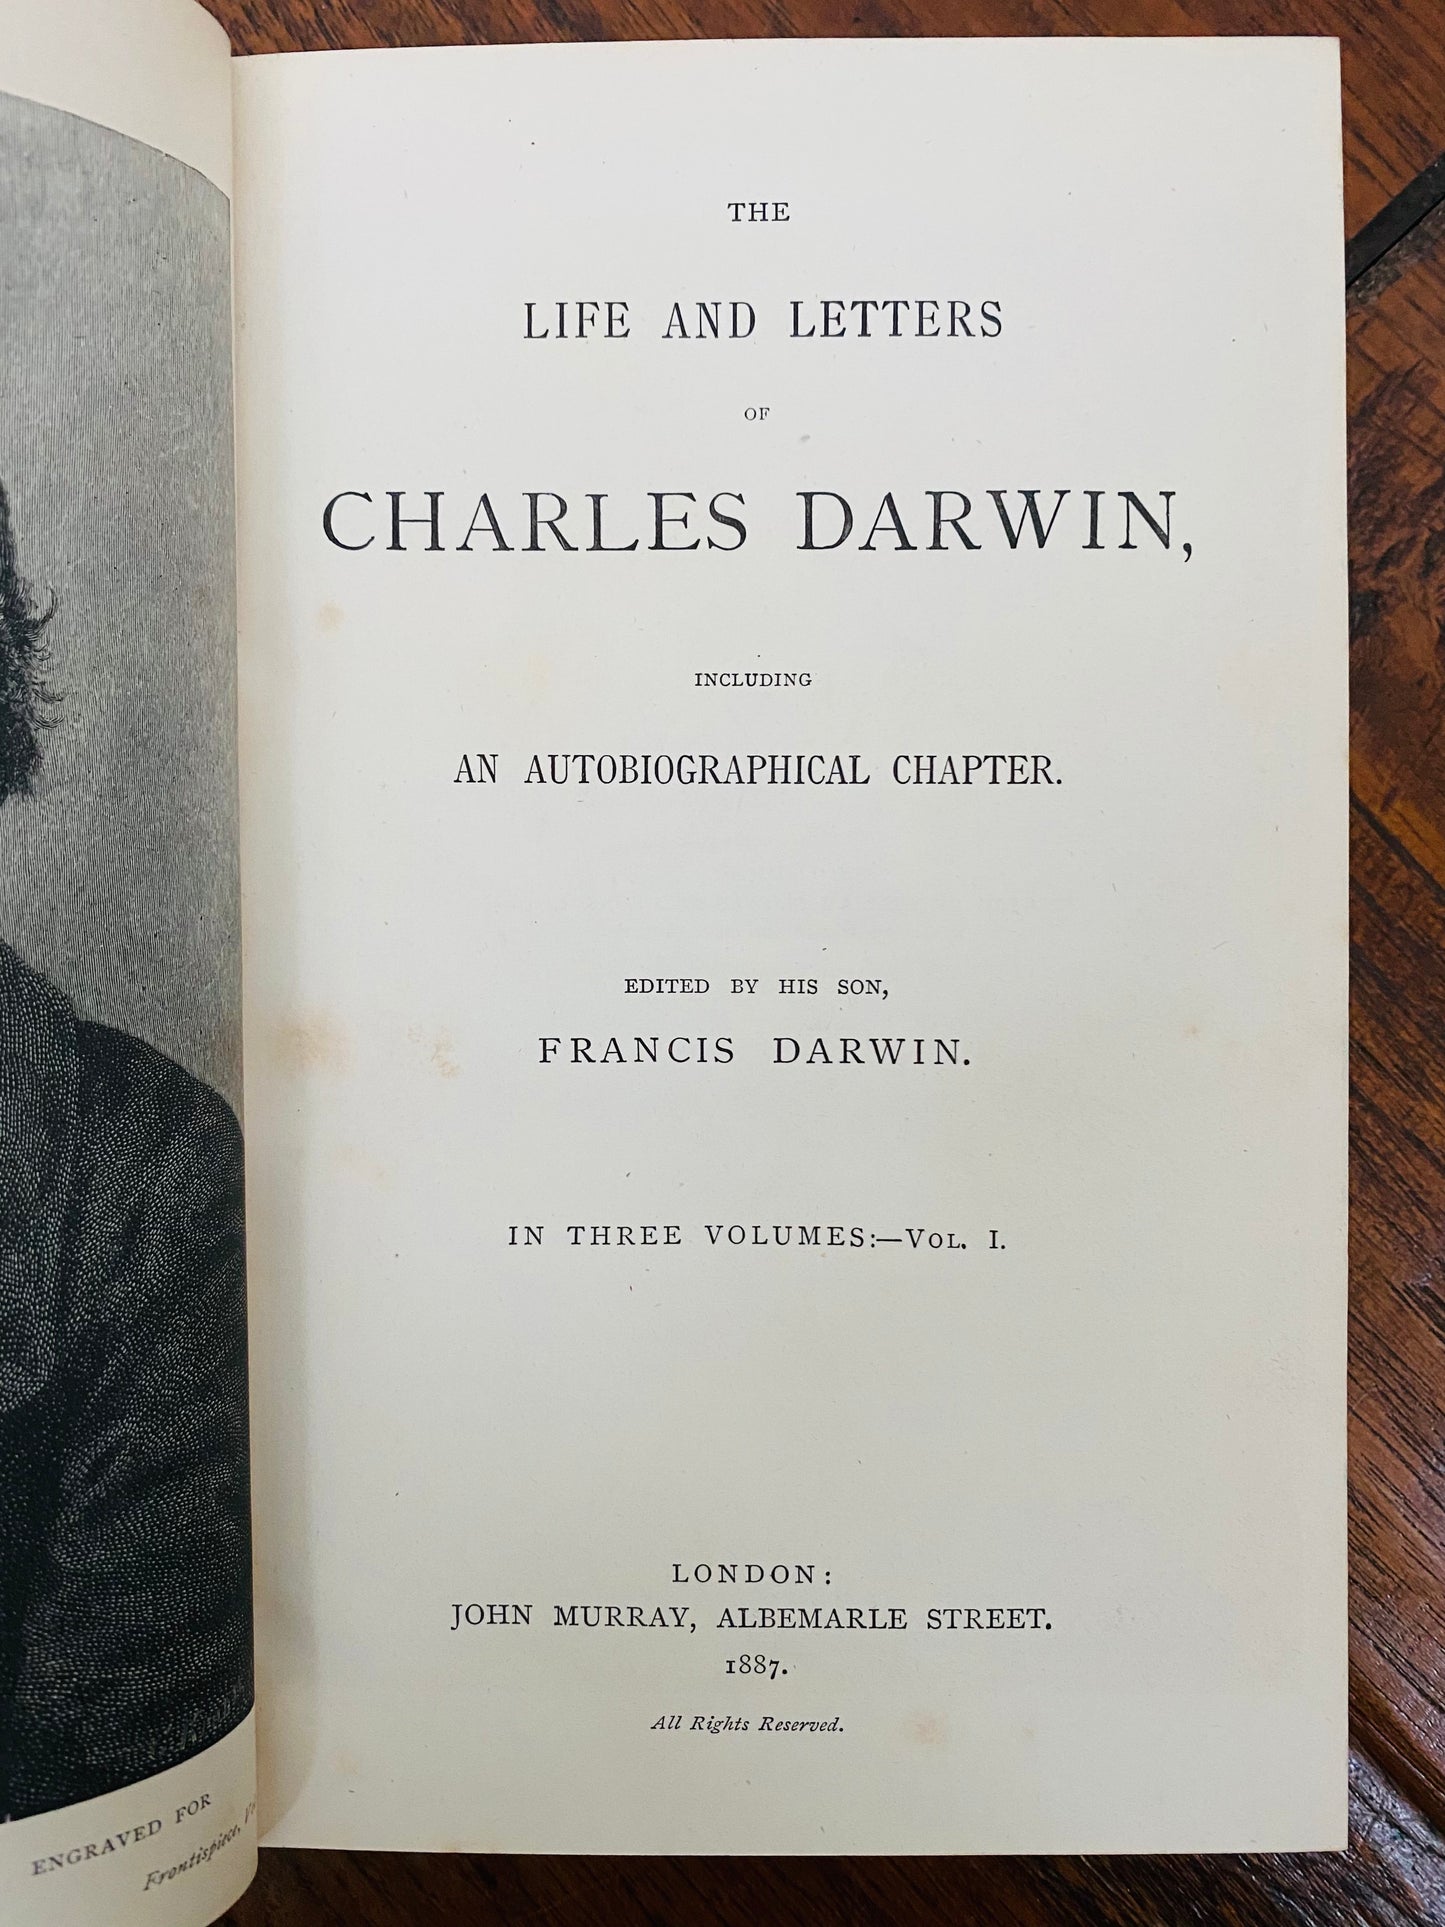 THE
LIFE AND LETTERS
OF
CHARLES DARWIN,
INCLUDING
AN AUTOBIOGRAPHICAL CHAPTER.
EDITED BY HIS SON,
FRANCIS DARWIN.
IN THREE VOLUMES:—VOL. I.
LONDON:
JOHN MURRAY, ALBEMARLE STREET.
1887.
All Rights Reserved.
ENGRAVED FOR
Frontispiece,